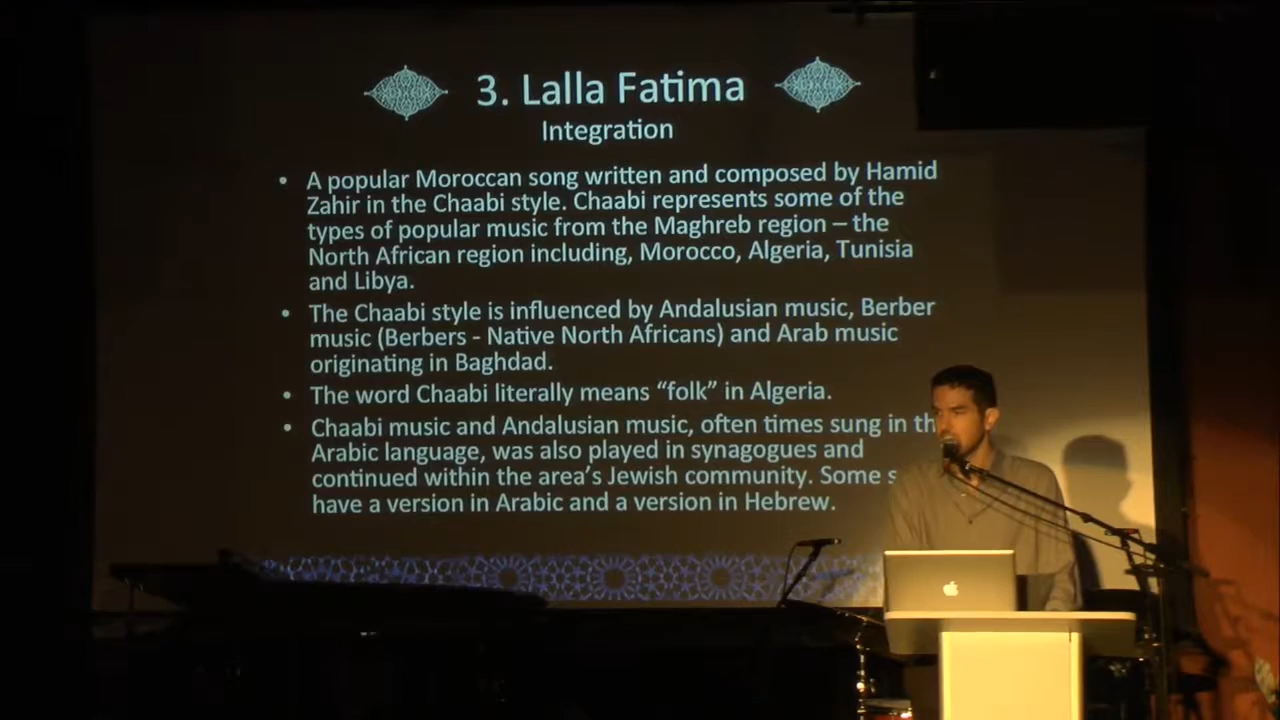 3. Lalla Fatima
Integration
• A popular Moroccan song written and composed by Hamid
Zahir in the Chaabi style. Chaabi represents some of the
types of popular music from the Maghreb region – the
North African region including, Morocco, Algeria, Tunisia
and Libya.
• The Chaabi style is influenced by Andalusian music, Berber
music (Berbers - Native North Africans) and Arab music
originating in Baghdad.
• The word Chaabi literally means “folk” in Algeria.
• Chaabi music and Andalusian music, often times sung in
Arabic language, was also played in synagogues and
continued within the area’s Jewish community. Some
have a version in Arabic and a version in Hebrew.